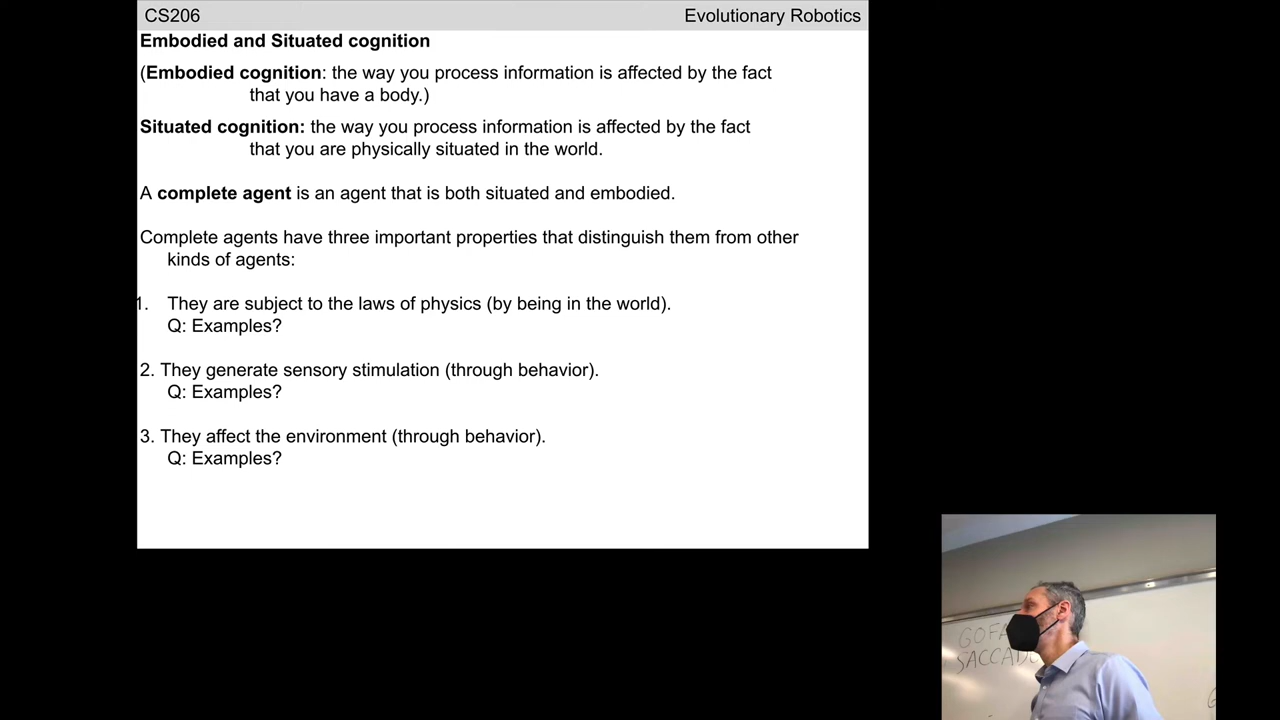 CS206 Evolutionary Robotics
Embodied and Situated cognition
(Embodied cognition: the way you process information is affected by the fact
that you have a body.)
Situated cognition: the way you process information is affected by the fact
that you are physically situated in the world.
A complete agent is an agent that is both situated and embodied.
Complete agents have three important properties that distinguish them from other
kinds of agents:
1. They are subject to the laws of physics (by being in the world).
Q: Examples?
2. They generate sensory stimulation (through behavior).
Q: Examples?
3. They affect the environment (through behavior).
Q: Examples?